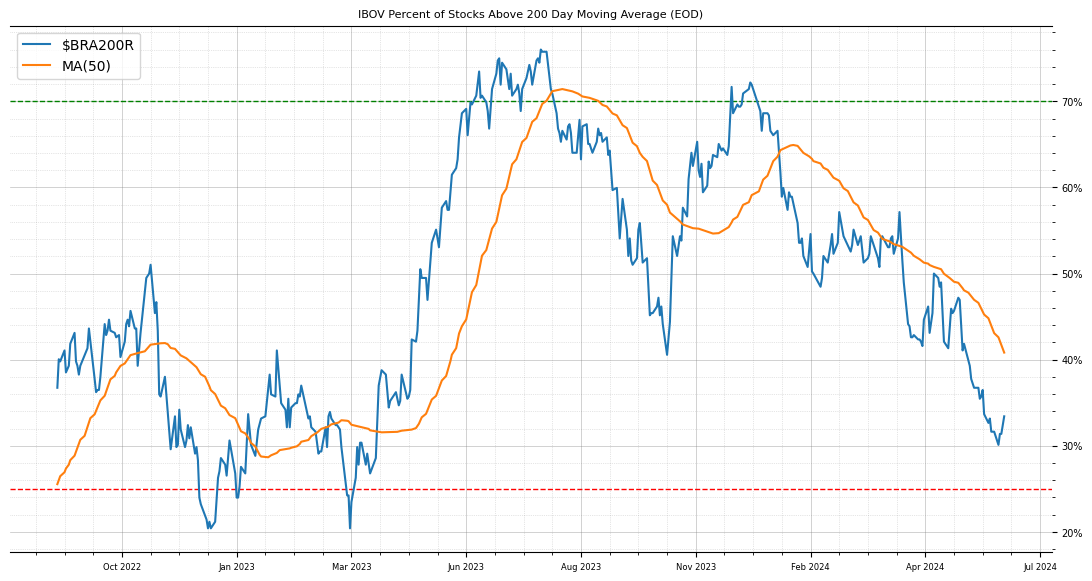 IBOV Percent of Stocks Above 200 Day Moving Average (EOD)
$BRA200R
MA(50)
70%
60%
50%
40%
30%
20%
Oct 2022 Jan 2023 Mar 2023 Jun 2023 Aug 2023 Nov 2023 Feb 2024 Apr 2024 Jul 2024